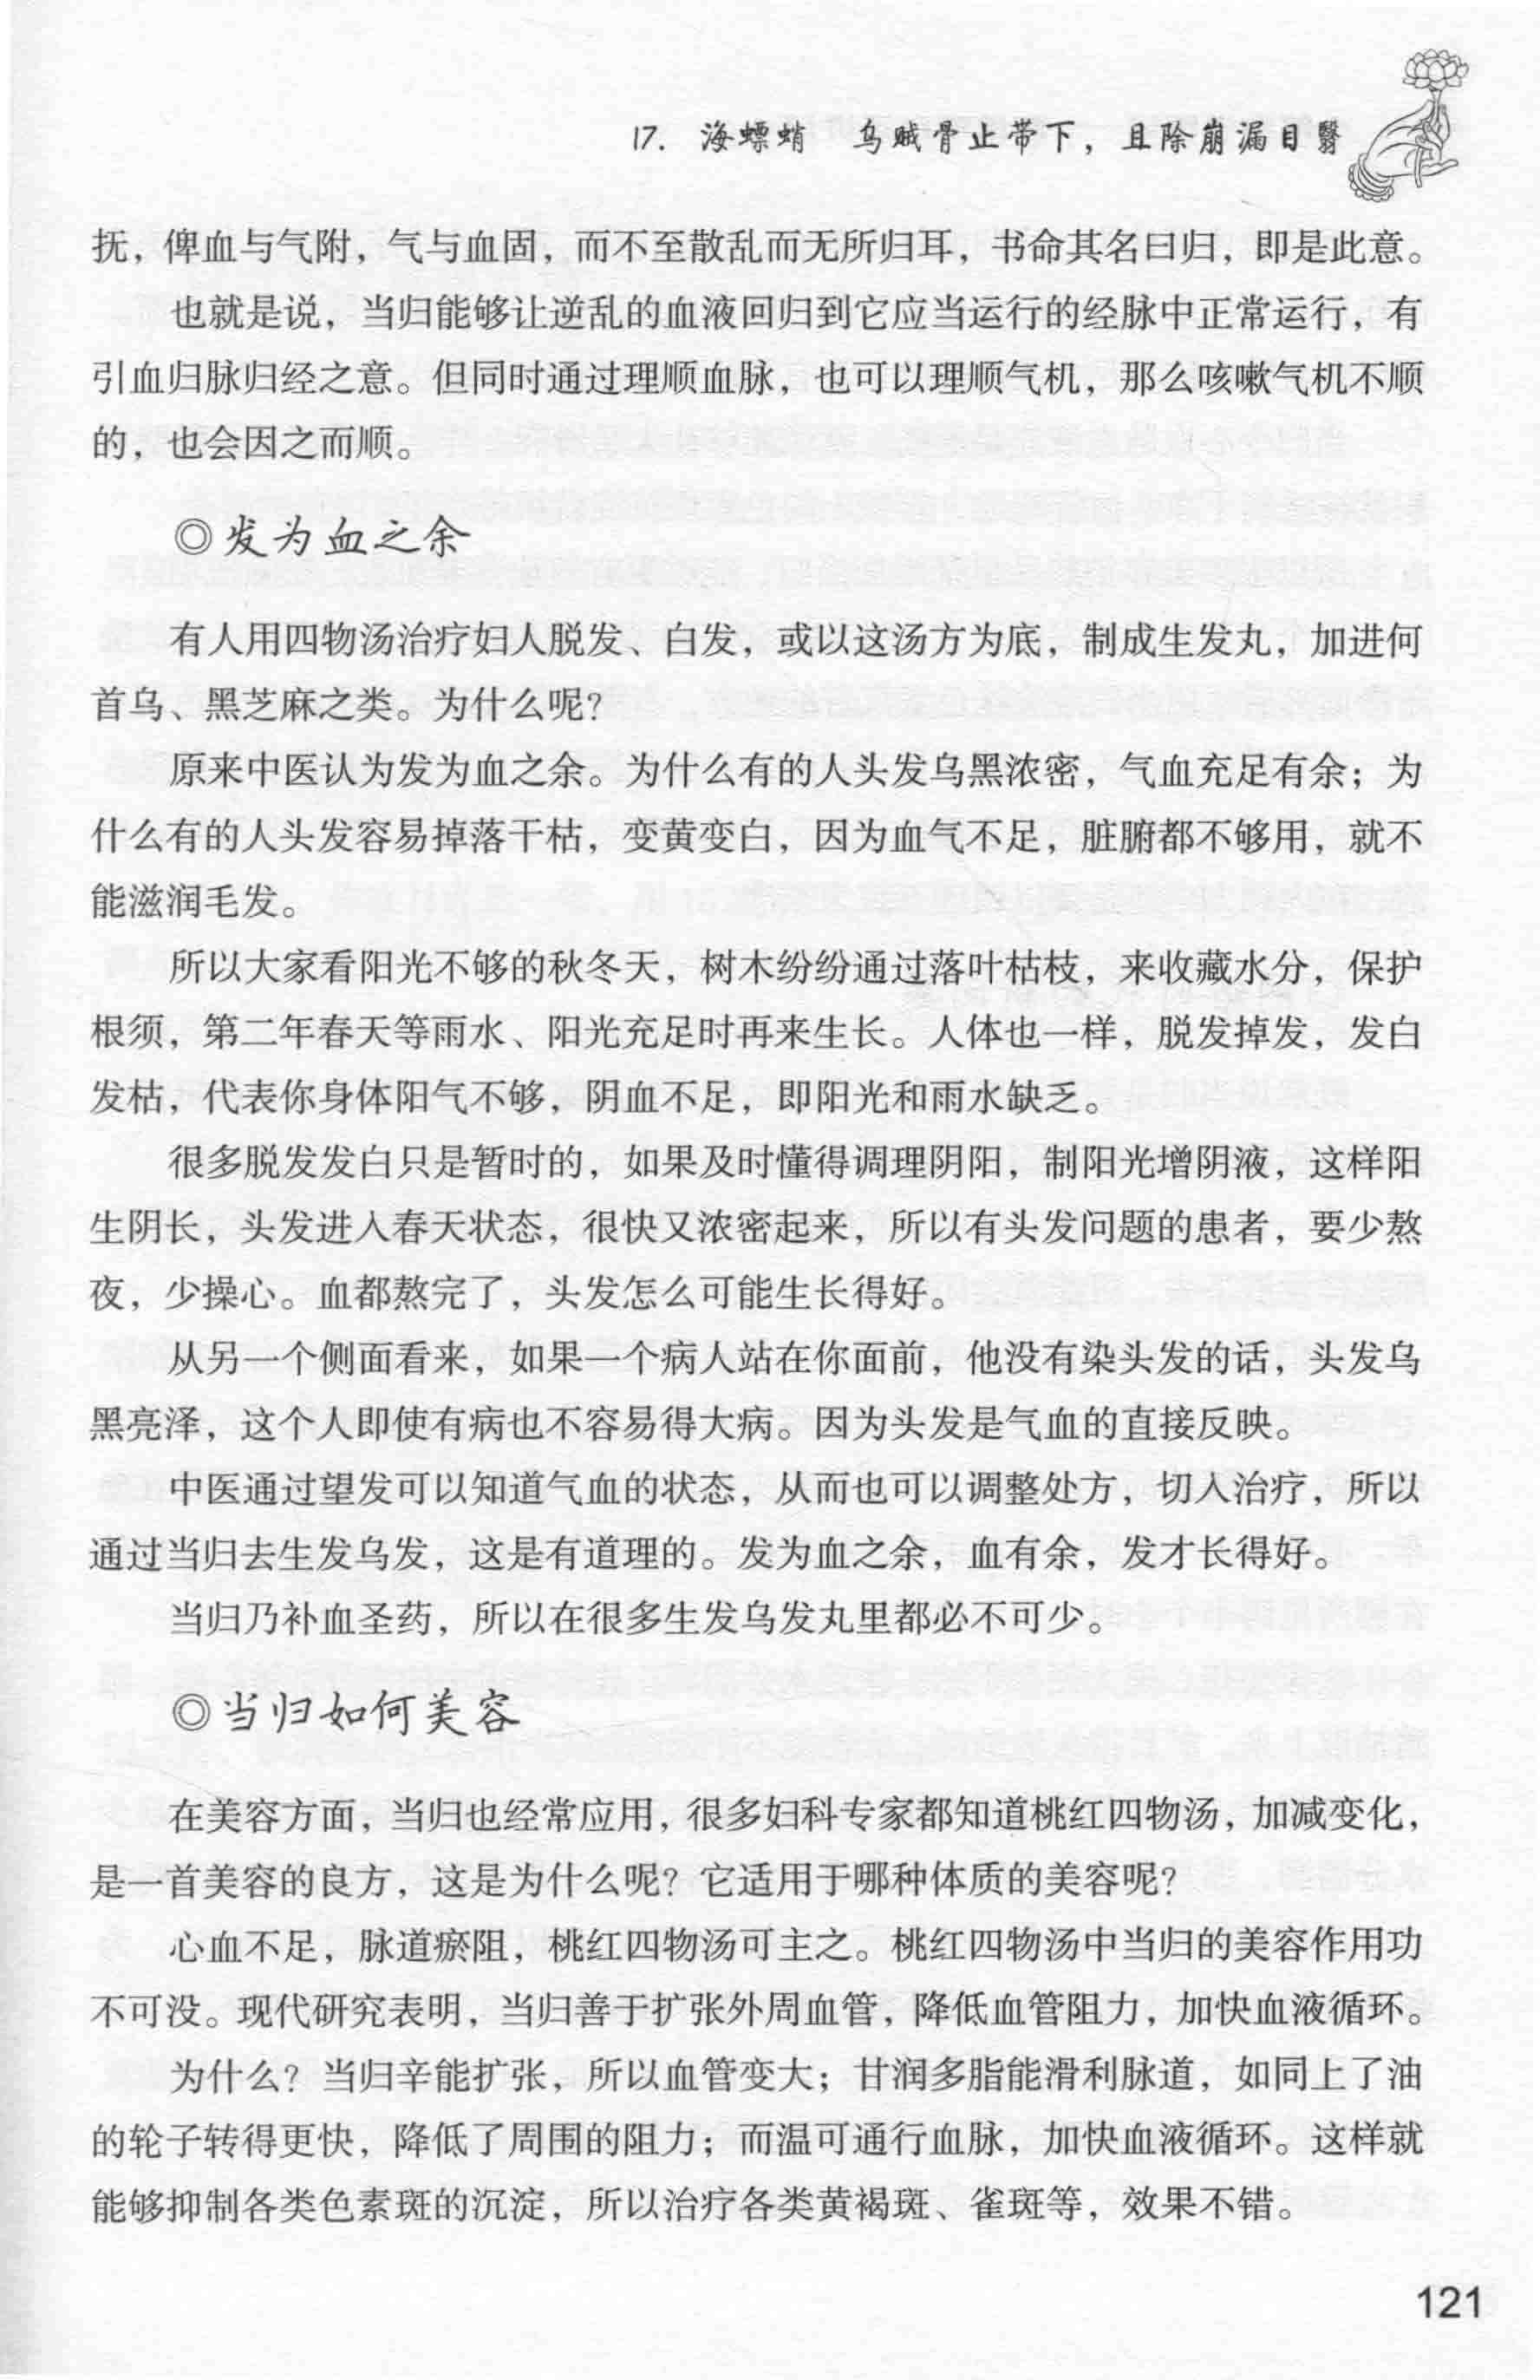 17. 海螵蛸　乌贼骨止带下，且除崩漏目翳
抚，俾血与气附，气与血固，而不至散乱而无所归耳，书命其名曰归，即是此意。
也就是说，当归能够让逆乱的血液回归到它应当运行的经脉中正常运行，有
引血归脉归经之意。但同时通过理顺血脉，也可以理顺气机，那么咳嗽气机不顺
的，也会因之而顺。
◎发为血之余
有人用四物汤治疗妇人脱发、白发，或以这汤方为底，制成生发丸，加进何
首乌、黑芝麻之类。为什么呢？
原来中医认为发为血之余。为什么有的人头发乌黑浓密，气血充足有余；为
什么有的人头发容易掉落干枯，变黄变白，因为血气不足，脏腑都不够用，就不
能滋润毛发。
所以大家看阳光不够的秋冬天，树木纷纷通过落叶枯枝，来收藏水分，保护
根须，第二年春天等雨水、阳光充足时再来生长。人体也一样，脱发掉发，发白
发枯，代表你身体阳气不够，阴血不足，即阳光和雨水缺乏。
很多脱发发白只是暂时的，如果及时懂得调理阴阳，制阳光增阴液，这样阳
生阴长，头发进入春天状态，很快又浓密起来，所以有头发问题的患者，要少熬
夜，少操心。血都熬完了，头发怎么可能生长得好。
从另一个侧面看来，如果一个病人站在你面前，他没有染头发的话，头发乌
黑亮泽，这个人即使有病也不容易得大病。因为头发是气血的直接反映。
中医通过望发可以知道气血的状态，从而也可以调整处方，切入治疗，所以
通过当归去生发乌发，这是有道理的。发为血之余，血有余，发才长得好。
当归乃补血圣药，所以在很多生发乌发丸里都必不可少。
◎当归如何美容
在美容方面，当归也经常应用，很多妇科专家都知道桃红四物汤，加减变化，
是一首美容的良方，这是为什么呢？它适用于哪种体质的美容呢？
心血不足，脉道瘀阻，桃红四物汤可主之。桃红四物汤中当归的美容作用功
不可没。现代研究表明，当归善于扩张外周血管，降低血管阻力，加快血液循环。
为什么？当归辛能扩张，所以血管变大；甘润多脂能滑利脉道，如同上了油
的轮子转得更快，降低了周围的阻力；而温可通行血脉，加快血液循环。这样就
能够抑制各类色素斑的沉淀，所以治疗各类黄褐斑、雀斑等，效果不错。
121